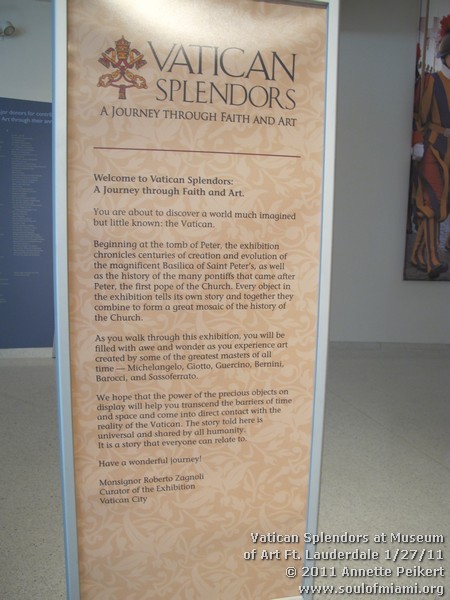 VATICAN
SPLENDORS
A JOURNEY THROUGH FAITH AND ART
Welcome to Vatican Splendors:
A Journey through Faith and Art.
You are about to discover a world much imagined
but little known: the Vatican.
Beginning at the tomb of Peter, the exhibition
chronicles centuries of creation and evolution of
the magnificent Basilica of Saint Peter's, as well
as the history of the many pontiffs that came after
Peter, the first pope of the Church. Every object in
the exhibition tells its own story and together they
combine to form a great mosaic of the history of
the Church.
As you walk through this exhibition, you will be
filled with awe and wonder as you experience art
created by some of the greatest masters of all
time — Michelangelo, Giotto, Guercino, Bernini,
Barocci, and Sassoferrato.
We hope that the power of the precious objects on
display will help you transcend the barriers of time
and space and come into direct contact with the
reality of the Vatican. The story told here is
universal and shared by all humanity.
It is a story that everyone can relate to.
Have a wonderful journey!
Monsignor Roberto Zagnoli
Curator of the Exhibition
Vatican City
Vatican Splendors at Museum
of Art Ft. Lauderdale 1/27/11
© 2011 Annette Peikert
www.soulofmiami.org